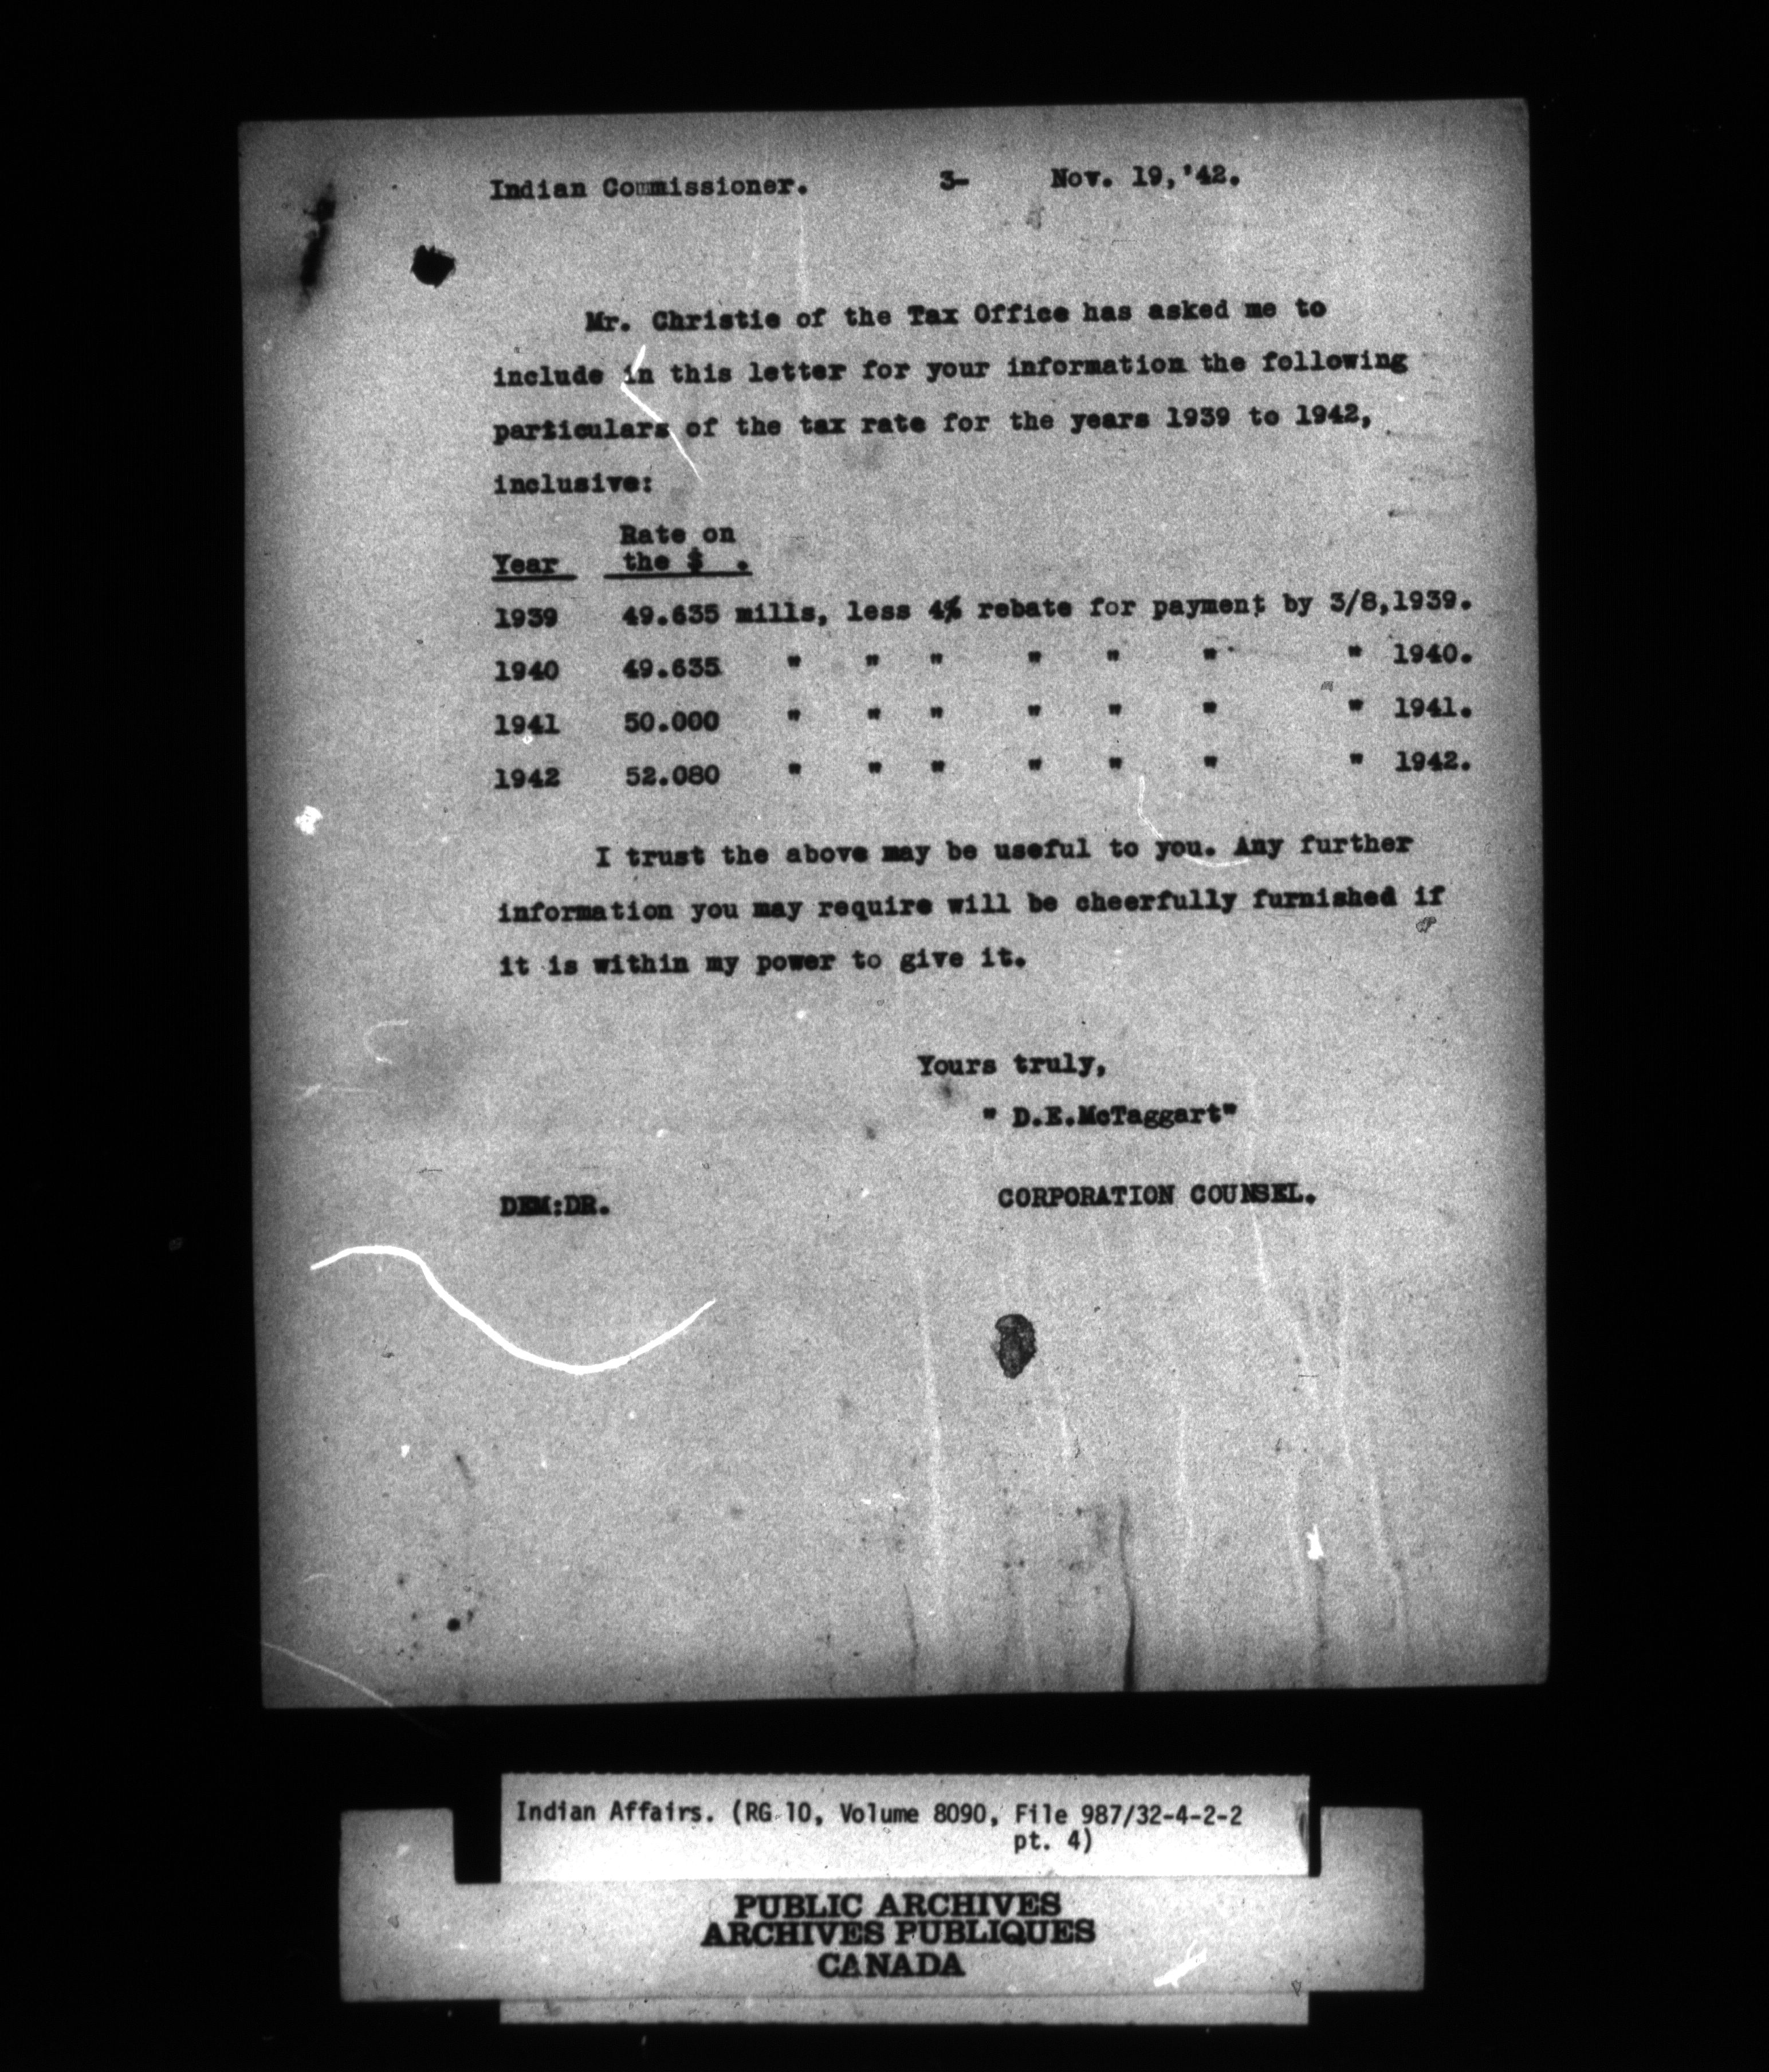 Indian Commissioner. 3- Nov. 19,'42.
Mr. Christie of the Tax Office has asked me to
include in this letter for your information the following
particulars of the tax rate for the years 1939 to 1942,
inclusive:
Rate on
Year the $ .
1939 49.635 mills, less 4% rebate for payment by 3/8,1939.
1940 49.635 " " " " " " " 1940.
1941 50.000 " " " " " " " 1941.
1942 52.080 " " " " " " " 1942.
I trust the above may be useful to you. Any further
information you may require will be cheerfully furnished if
it is within my power to give it.
Yours truly,
" D.E.McTaggart"
DEM:DR. CORPORATION COUNSEL.
Indian Affairs. (RG 10, Volume 8090, File 987/32-4-2-2
pt. 4)
PUBLIC ARCHIVES
ARCHIVES PUBLIQUES
CANADA